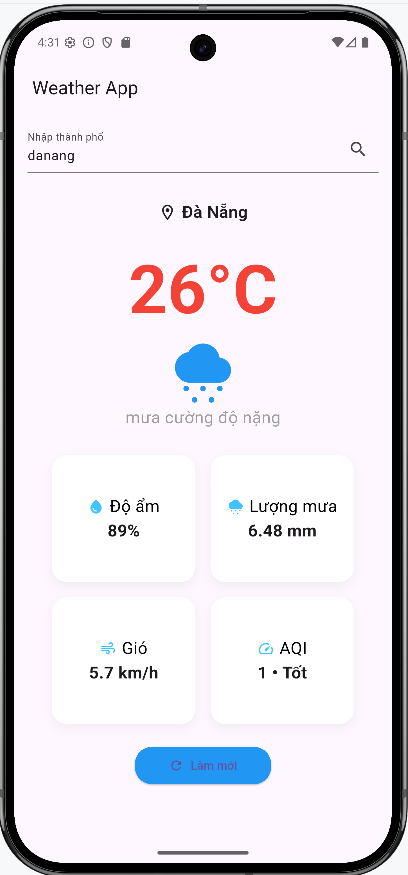 4:31
Weather App
Nhập thành phố
danang
Đà Nẵng
26°C
mưa cường độ nặng
Độ ẩm
89%
Lượng mưa
6.48 mm
Gió
5.7 km/h
AQI
1 • Tốt
Làm mới